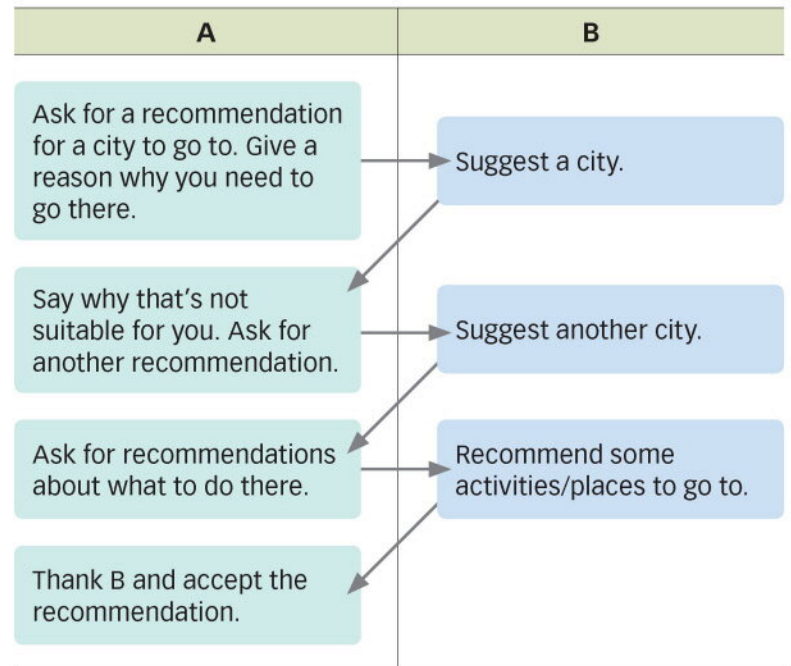 A
B
Ask for a recommendation
for a city to go to. Give a
reason why you need to
go there.
Suggest a city.
Say why that's not
suitable for you. Ask for
another recommendation.
Suggest another city.
Ask for recommendations
about what to do there.
Recommend some
activities/places to go to.
Thank B and accept the
recommendation.